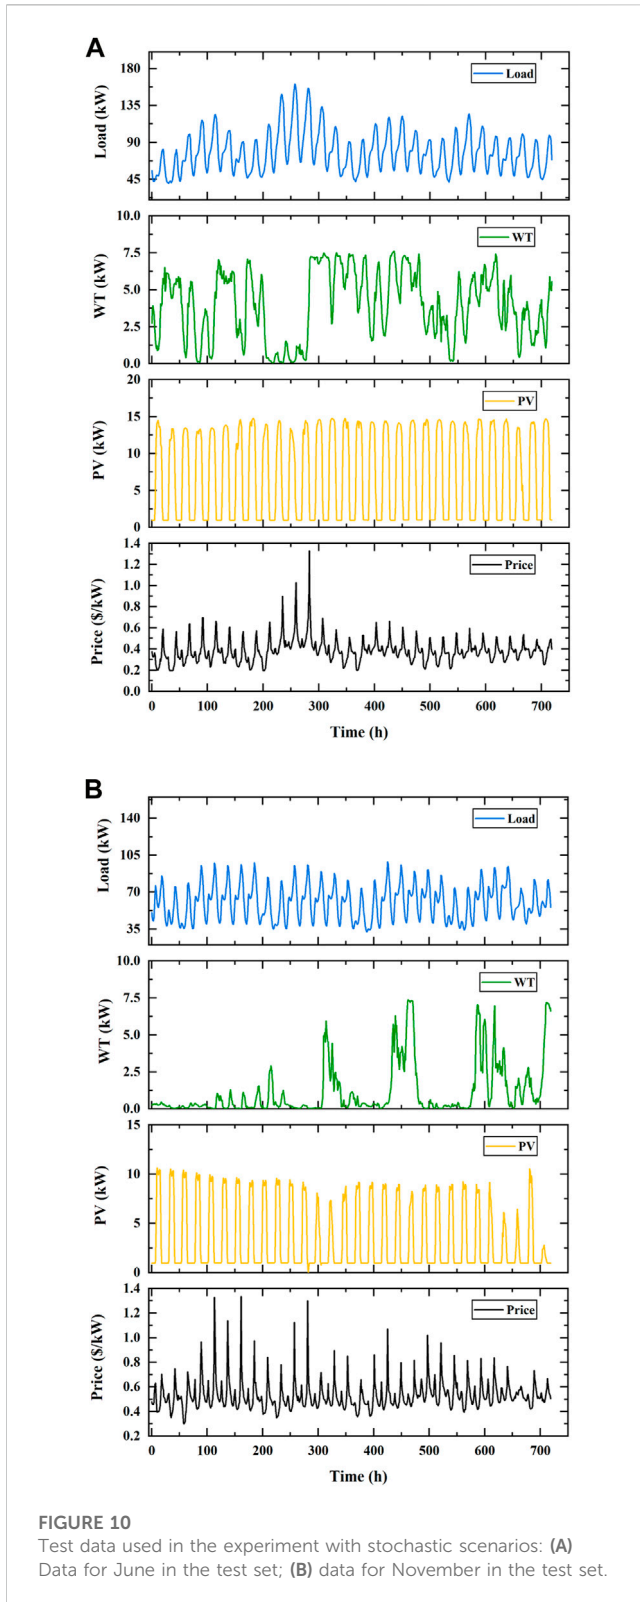 A
180
135
90
45
Load (kW)
Load
10.0
7.5
5.0
2.5
0.0
WT (kW)
WT
20
15
10
5
0
PV (kW)
PV
1.4
1.2
1.0
0.8
0.6
0.4
0.2
0.0
Price ($/kW)
Price
0 100 200 300 400 500 600 700
Time (h)
B
140
105
70
35
Load (kW)
Load
10.0
7.5
5.0
2.5
0.0
WT (kW)
WT
15
10
5
0
PV (kW)
PV
1.4
1.2
1.0
0.8
0.6
0.4
0.2
Price ($/kW)
Price
0 100 200 300 400 500 600 700
Time (h)
FIGURE 10
Test data used in the experiment with stochastic scenarios: (A)
Data for June in the test set; (B) data for November in the test set.